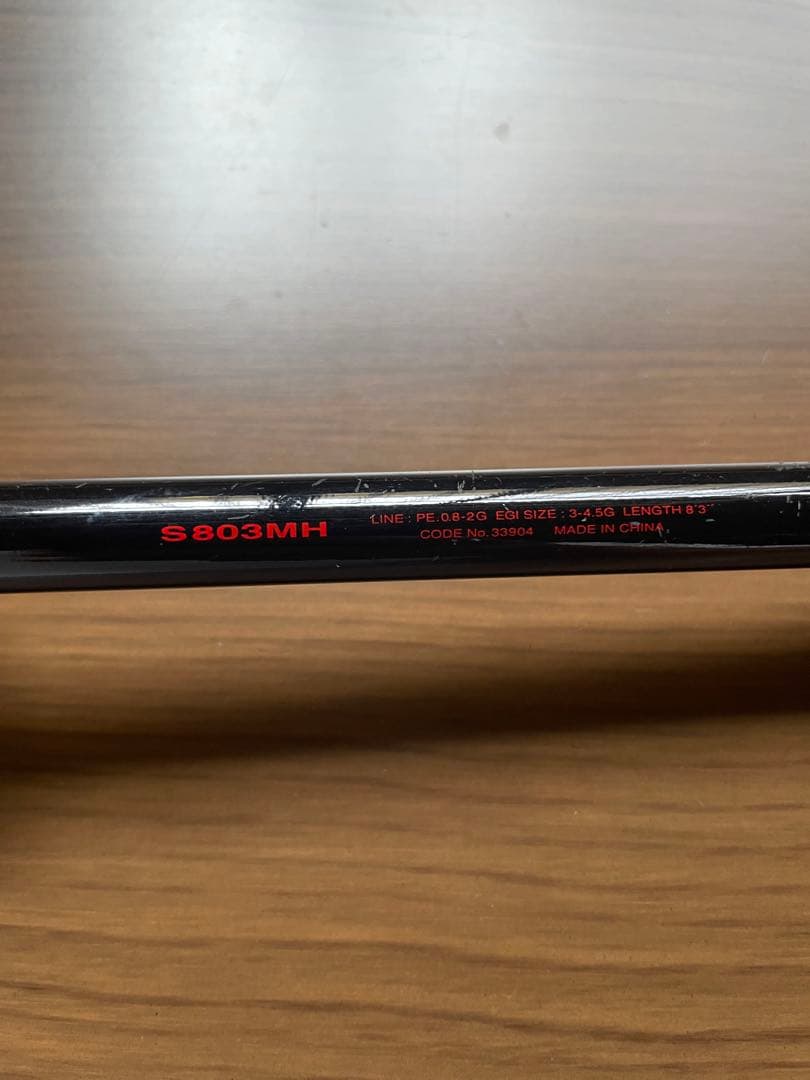 S803MH
LINE : PE.0.8-2G EGI SIZE : 3-4.5G LENGTH 8'3"
CODE No.33904 MADE IN CHINA